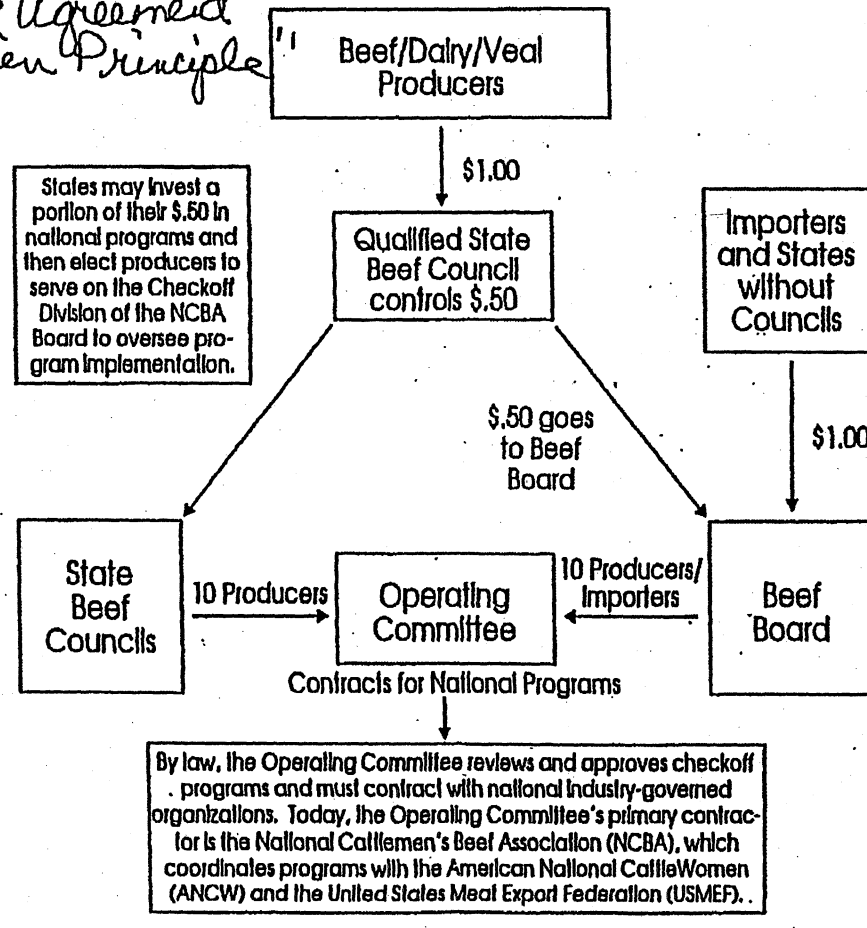 Agreement
en Principle"
Beef/Dairy/Veal
Producers
$1.00
States may invest a
portion of their $.50 in
national programs and
then elect producers to
serve on the Checkoff
Division of the NCBA
Board to oversee pro-
gram implementation.
Qualified State
Beef Council
controls $.50
Importers
and States
without
Councils
$.50 goes
to Beef
Board
$1.00
State
Beef
Councils
10 Producers
Operating
Committee
10 Producers/
Importers
Beef
Board
Contracts for National Programs
By law, the Operating Committee reviews and approves checkoff
programs and must contract with national industry-governed
organizations. Today, the Operating Committee's primary contrac-
tor is the National Cattlemen's Beef Association (NCBA), which
coordinates programs with the American National CattleWomen
(ANCW) and the United States Meat Export Federation (USMEF).